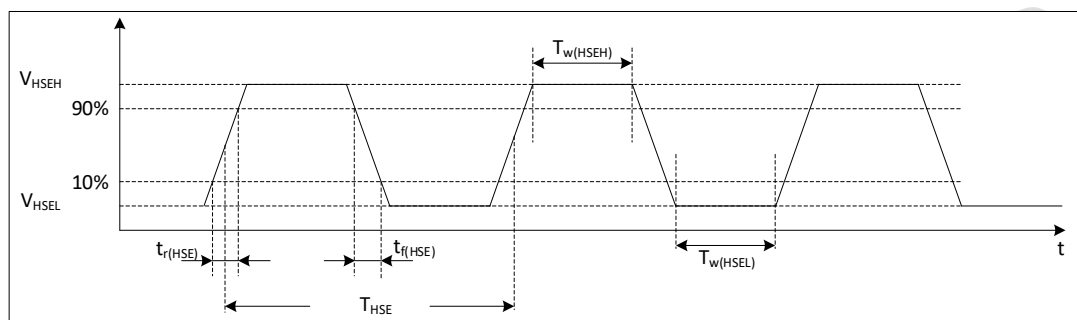 T_w(HSEH)
V_HSEH
90%
10%
V_HSEL
t_r(HSE)
t_f(HSE)
T_w(HSEL)
t
T_HSE